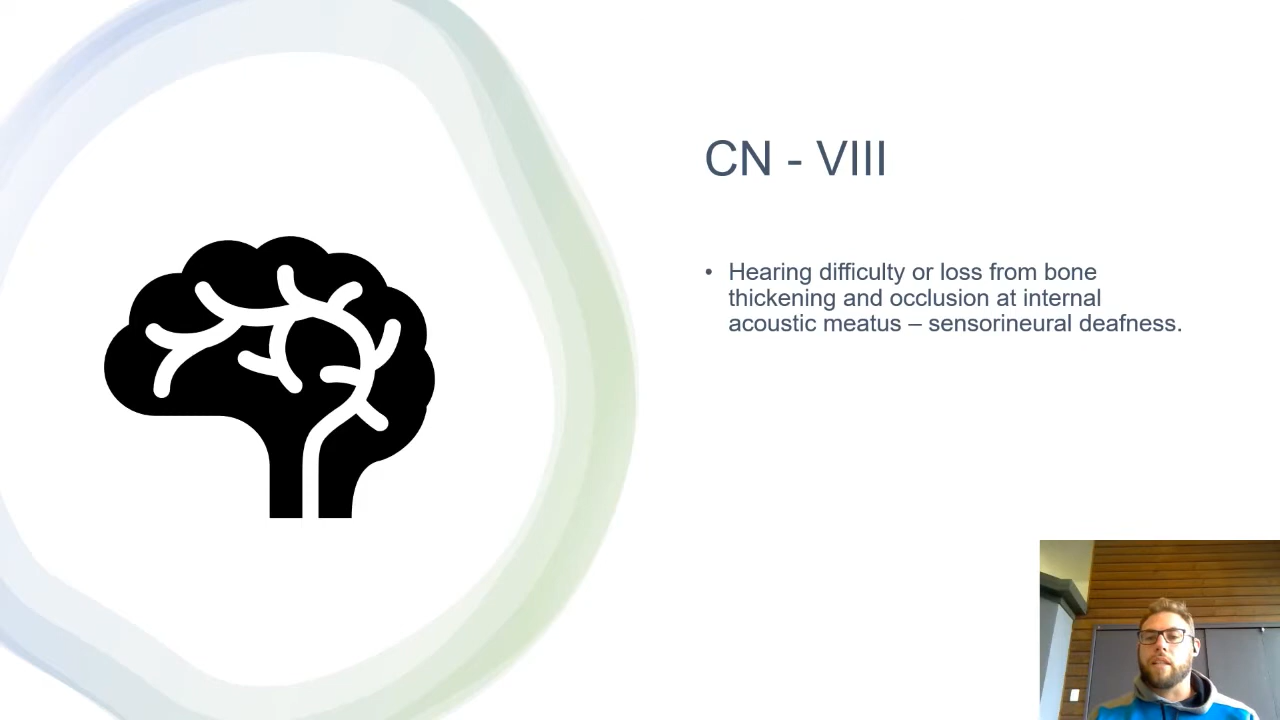 CN - VIII
• Hearing difficulty or loss from bone
thickening and occlusion at internal
acoustic meatus – sensorineural deafness.